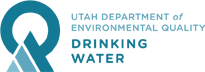 UTAH DEPARTMENT of
ENVIRONMENTAL QUALITY
DRINKING
WATER